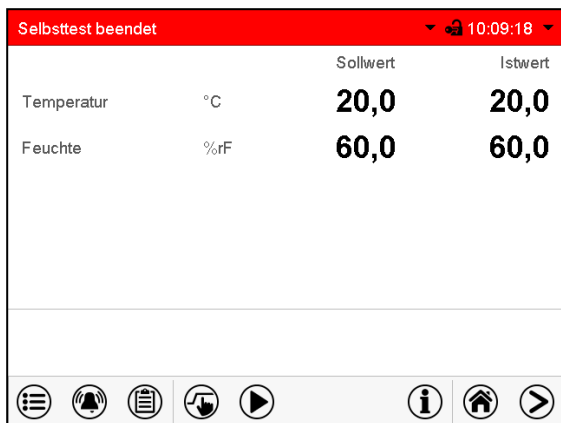 Selbsttest beendet 10:09:18
Sollwert Istwert
Temperatur °C 20,0 20,0
Feuchte %rF 60,0 60,0